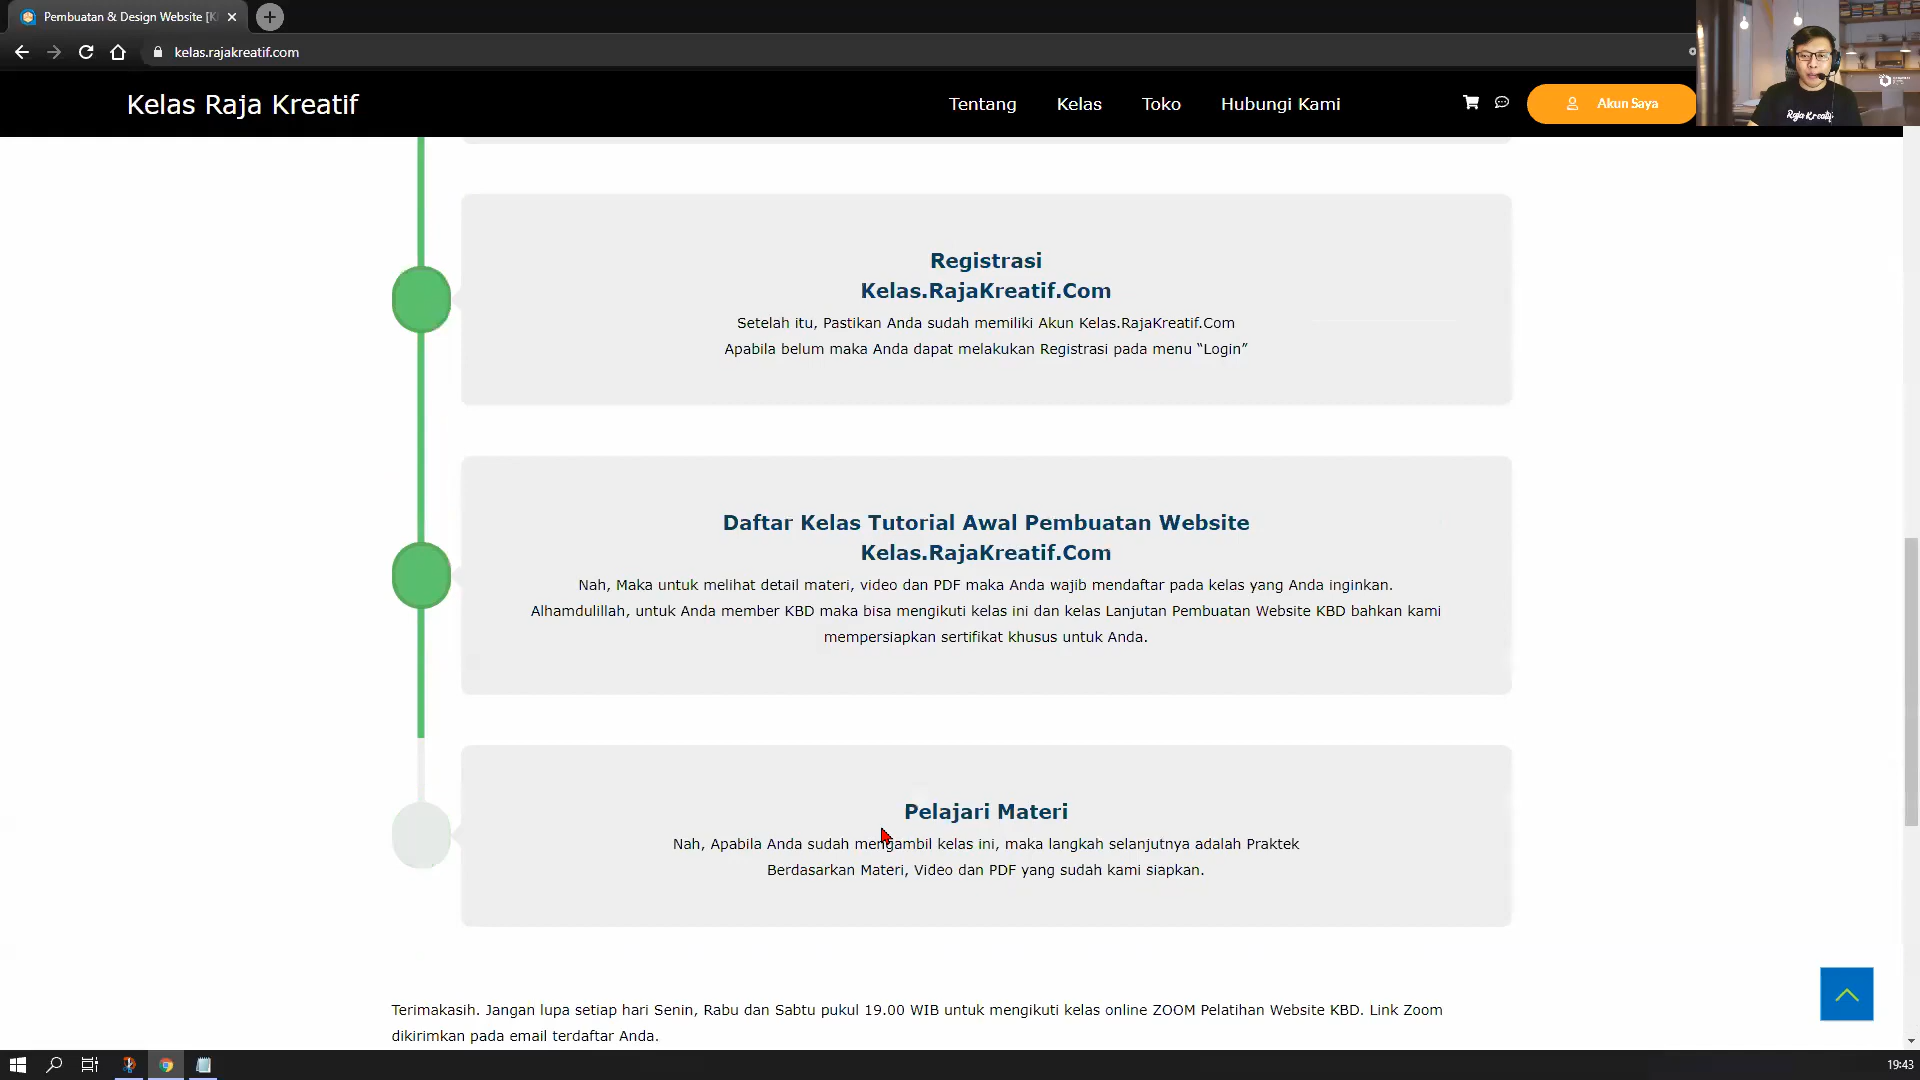 Pembuatan & Design Website [K
kelas.rajakreatif.com
Kelas Raja Kreatif
Tentang
Kelas
Toko
Hubungi Kami
Akun Saya
Raja Kreatif
Registrasi
Kelas.RajaKreatif.Com
Setelah itu, Pastikan Anda sudah memiliki Akun Kelas.RajaKreatif.Com
Apabila belum maka Anda dapat melakukan Registrasi pada menu “Login”
Daftar Kelas Tutorial Awal Pembuatan Website
Kelas.RajaKreatif.Com
Nah, Maka untuk melihat detail materi, video dan PDF maka Anda wajib mendaftar pada kelas yang Anda inginkan.
Alhamdulillah, untuk Anda member KBD maka bisa mengikuti kelas ini dan kelas Lanjutan Pembuatan Website KBD bahkan kami
mempersiapkan sertifikat khusus untuk Anda.
Pelajari Materi
Nah, Apabila Anda sudah mengambil kelas ini, maka langkah selanjutnya adalah Praktek
Berdasarkan Materi, Video dan PDF yang sudah kami siapkan.
Terimakasih. Jangan lupa setiap hari Senin, Rabu dan Sabtu pukul 19.00 WIB untuk mengikuti kelas online ZOOM Pelatihan Website KBD. Link Zoom
dikirimkan pada email terdaftar Anda.
19:43